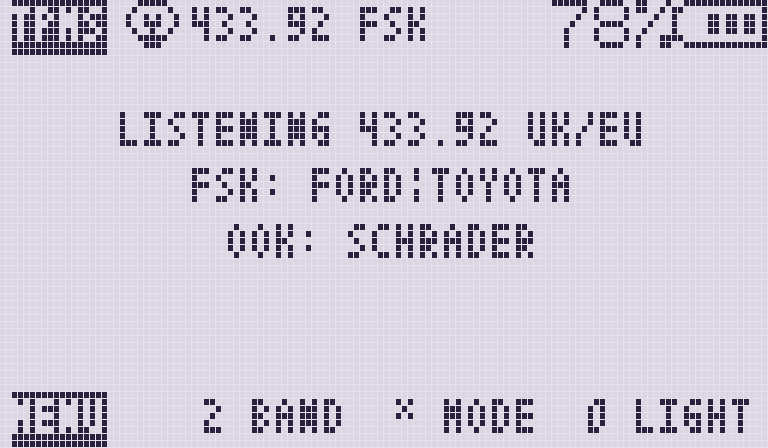 433.92 FSK 78%
LISTENING 433.92 UK/EU
FSK: FORD¦TOYOTA
OOK: SCHRADER
2 BAND * MODE 0 LIGHT